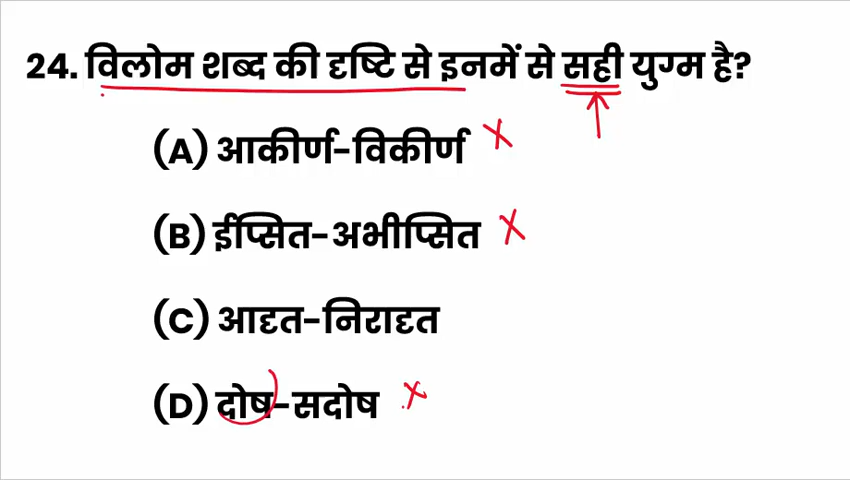 24. विलोम शब्द की दृष्टि से इनमें से सही युग्म है?
(A) आकीर्ण-विकीर्ण
(B) ईप्सित-अभीप्सित
(C) आदृत-निरादृत
(D) दोष-सदोष